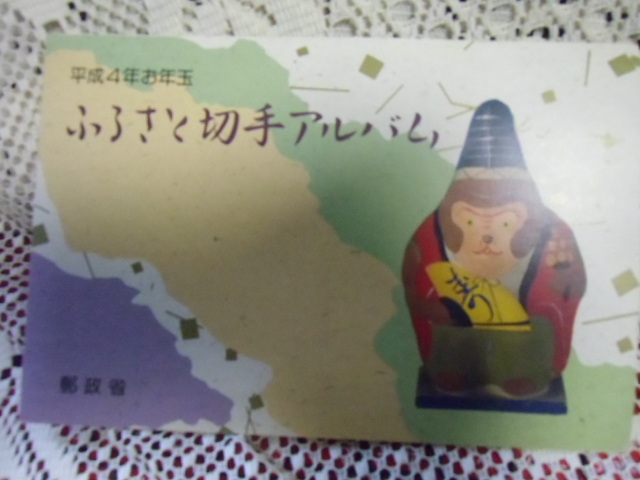 平成4年お年玉
ふるさと切手アルバム
郵政省